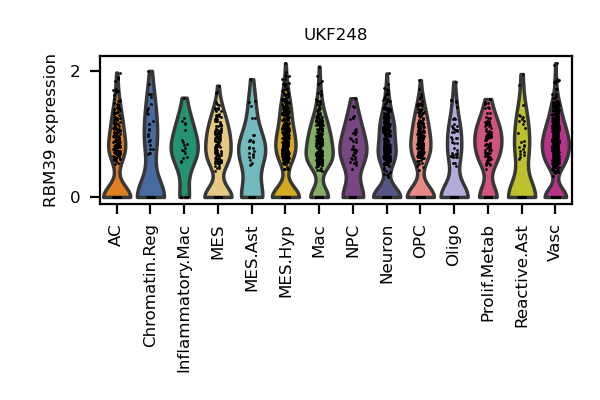 UKF248
RBM39 expression
2
0
AC
Chromatin.Reg
Inflammatory.Mac
MES
MES.Ast
MES.Hyp
Mac
NPC
Neuron
OPC
Oligo
Prolif.Metab
Reactive.Ast
Vasc